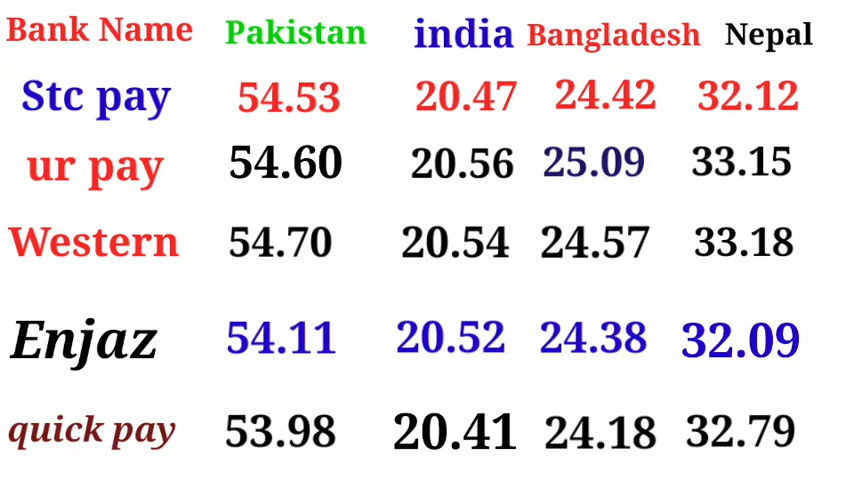 Bank Name Pakistan india Bangladesh Nepal
Stc pay 54.53 20.47 24.42 32.12
ur pay 54.60 20.56 25.09 33.15
Western 54.70 20.54 24.57 33.18
Enjaz 54.11 20.52 24.38 32.09
quick pay 53.98 20.41 24.18 32.79